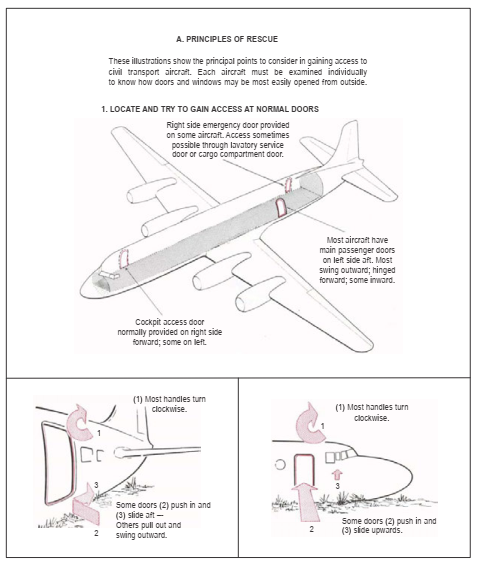 A. PRINCIPLES OF RESCUE
These illustrations show the principal points to consider in gaining access to
civil transport aircraft. Each aircraft must be examined individually
to know how doors and windows may be most easily opened from outside.
1. LOCATE AND TRY TO GAIN ACCESS AT NORMAL DOORS
Right side emergency door provided
on some aircraft. Access sometimes
possible through lavatory service
door or cargo compartment door.
Most aircraft have
main passenger doors
on left side aft. Most
swing outward; hinged
forward; some inward.
Cockpit access door
normally provided on right side
forward; some on left.
(1) Most handles turn
clockwise.
1
3
Some doors (2) push in and
(3) slide aft —
Others pull out and
swing outward.
2
(1) Most handles turn
clockwise.
1
3
Some doors (2) push in and
(3) slide upwards.
2